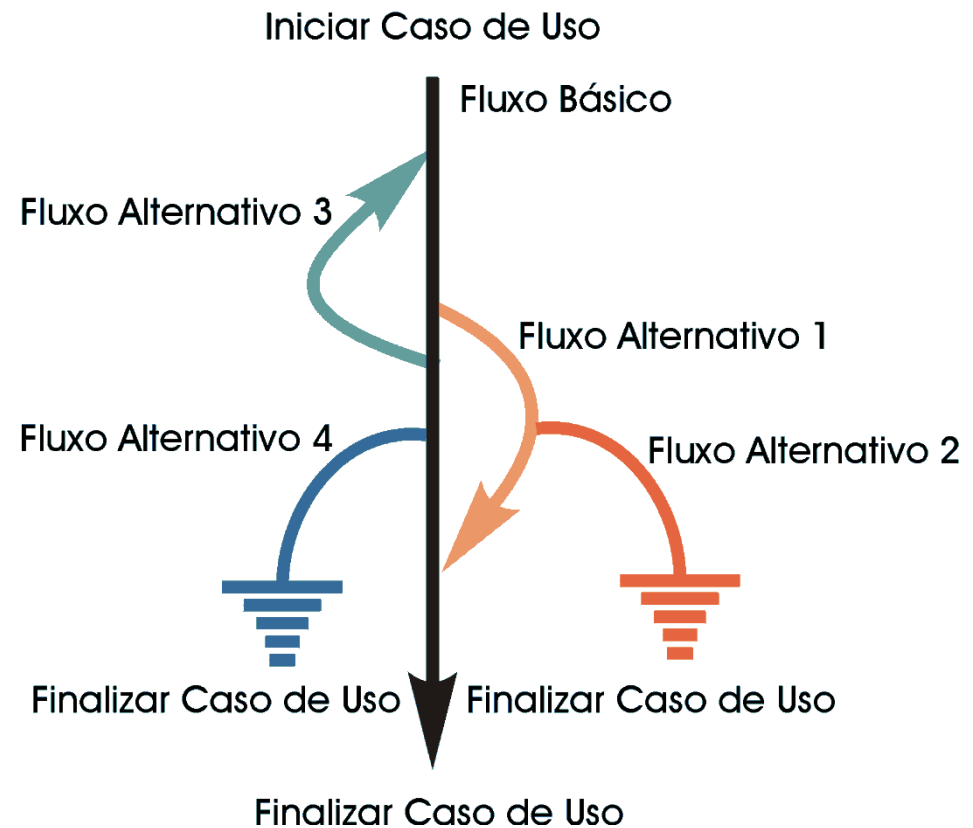 Iniciar Caso de Uso
Fluxo Básico
Fluxo Alternativo 3
Fluxo Alternativo 1
Fluxo Alternativo 4
Fluxo Alternativo 2
Finalizar Caso de Uso
Finalizar Caso de Uso
Finalizar Caso de Uso